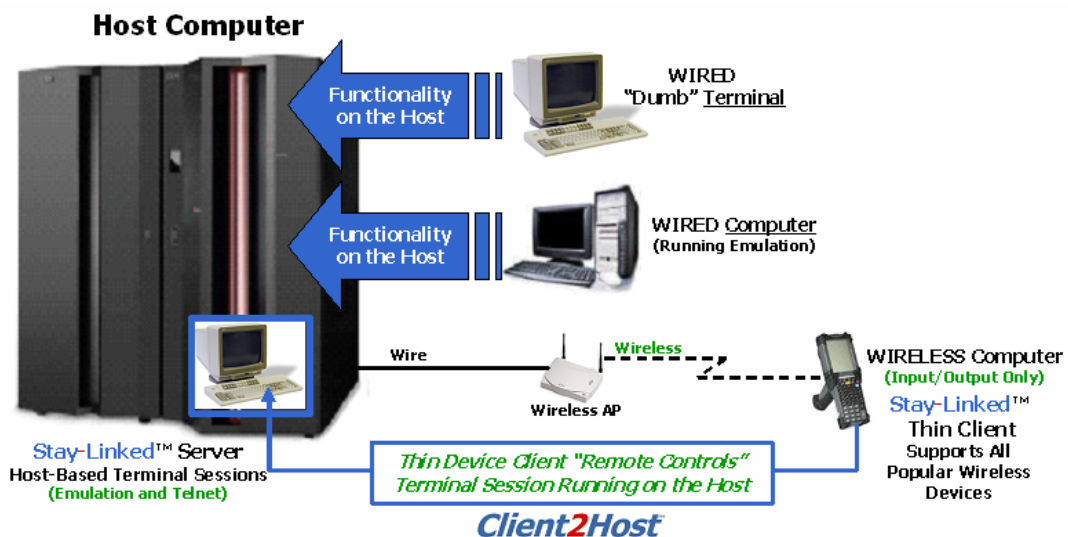 Host Computer
Functionality
on the Host
WIRED
"Dumb" Terminal
Functionality
on the Host
WIRED Computer
(Running Emulation)
Wire
Wireless
Wireless AP
WIRELESS Computer
(Input/Output Only)
Stay-Linked™
Thin Client
Supports All
Popular Wireless
Devices
Stay-Linked™ Server
Host-Based Terminal Sessions
(Emulation and Telnet)
Thin Device Client "Remote Controls"
Terminal Session Running on the Host
Client2Host